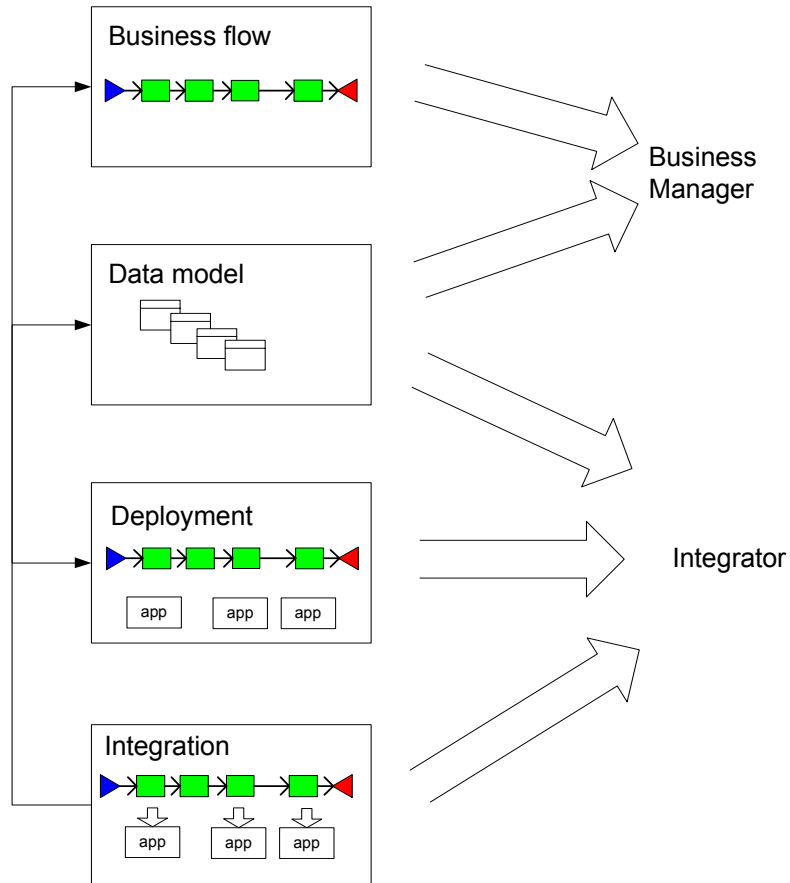 Business flow
Business
Manager
Data model
Deployment
app
app
app
Integrator
Integration
app
app
app